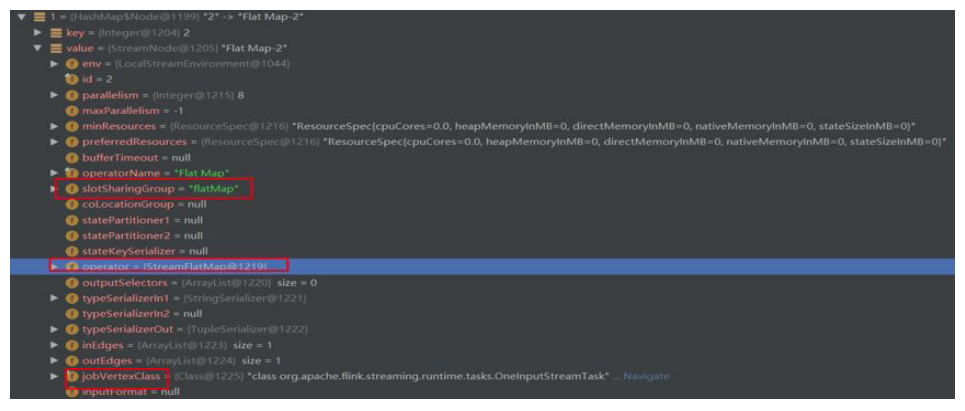 1 = {HashMap$Node@1199} "2" -> "Flat Map-2"
key = {Integer@1204} 2
value = {StreamNode@1205} "Flat Map-2"
env = {LocalStreamEnvironment@1044}
id = 2
parallelism = {Integer@1215} 8
maxParallelism = -1
minResources = {ResourceSpec@1216} "ResourceSpec{cpuCores=0.0, heapMemoryInMB=0, directMemoryInMB=0, nativeMemoryInMB=0, stateSizeInMB=0}"
preferredResources = {ResourceSpec@1216} "ResourceSpec{cpuCores=0.0, heapMemoryInMB=0, directMemoryInMB=0, nativeMemoryInMB=0, stateSizeInMB=0}"
bufferTimeout = null
operatorName = "Flat Map"
slotSharingGroup = "flatMap"
coLocationGroup = null
statePartitioner1 = null
statePartitioner2 = null
stateKeySerializer = null
operator = {StreamFlatMap@1219}
outputSelectors = {ArrayList@1220} size = 0
typeSerializerIn1 = {StringSerializer@1221}
typeSerializerIn2 = null
typeSerializerOut = {TupleSerializer@1222}
inEdges = {ArrayList@1223} size = 1
outEdges = {ArrayList@1224} size = 1
jobVertexClass = {Class@1225} "class org.apache.flink.streaming.runtime.tasks.OneInputStreamTask" ... Navigate
inputFormat = null